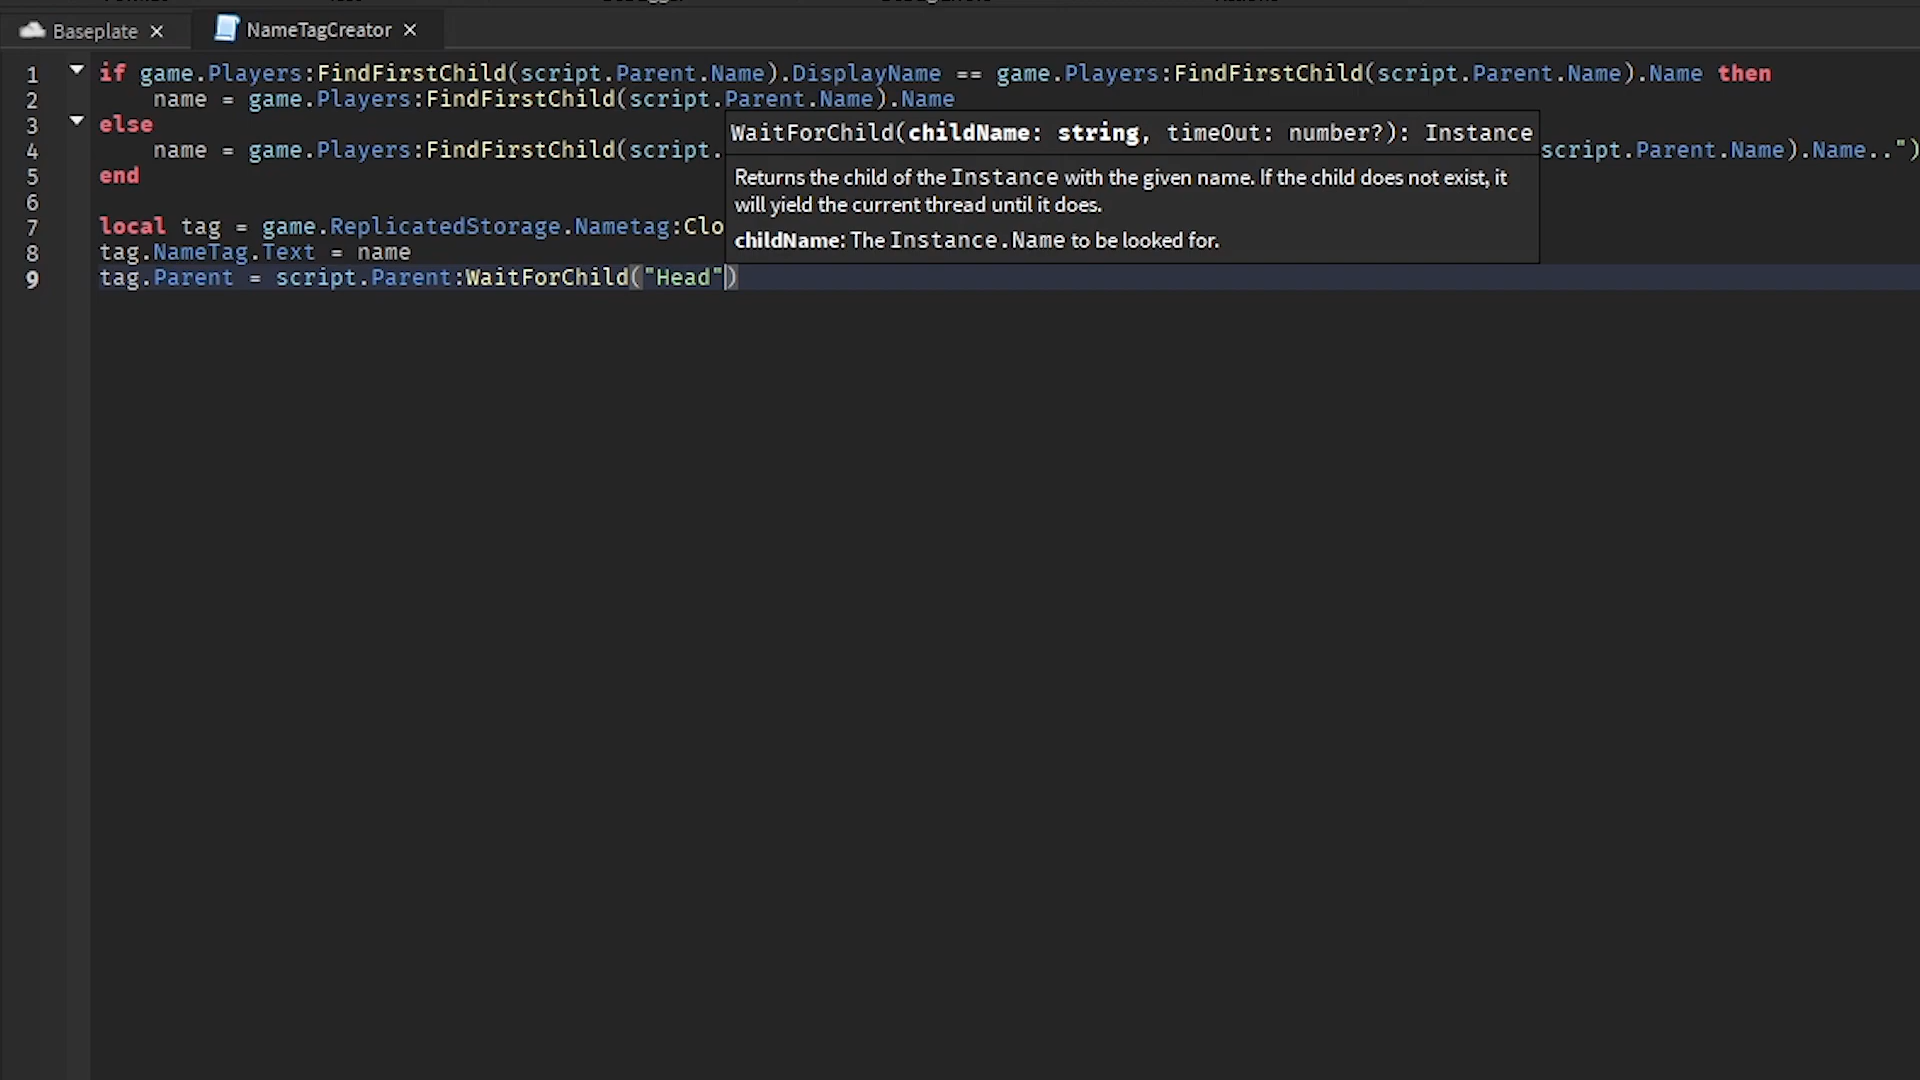 Baseplate × NameTagCreator ×
1 if game.Players:FindFirstChild(script.Parent.Name).DisplayName == game.Players:FindFirstChild(script.Parent.Name).Name then
2 name = game.Players:FindFirstChild(script.Parent.Name).Name
3 else
4 name = game.Players:FindFirstChild(script. script.Parent.Name).Name..")
5 end
6
7 local tag = game.ReplicatedStorage.Nametag:Clo
8 tag.NameTag.Text = name
9 tag.Parent = script.Parent:WaitForChild("Head")
WaitForChild(childName: string, timeOut: number?): Instance
Returns the child of the Instance with the given name. If the child does not exist, it
will yield the current thread until it does.
childName: The Instance.Name to be looked for.